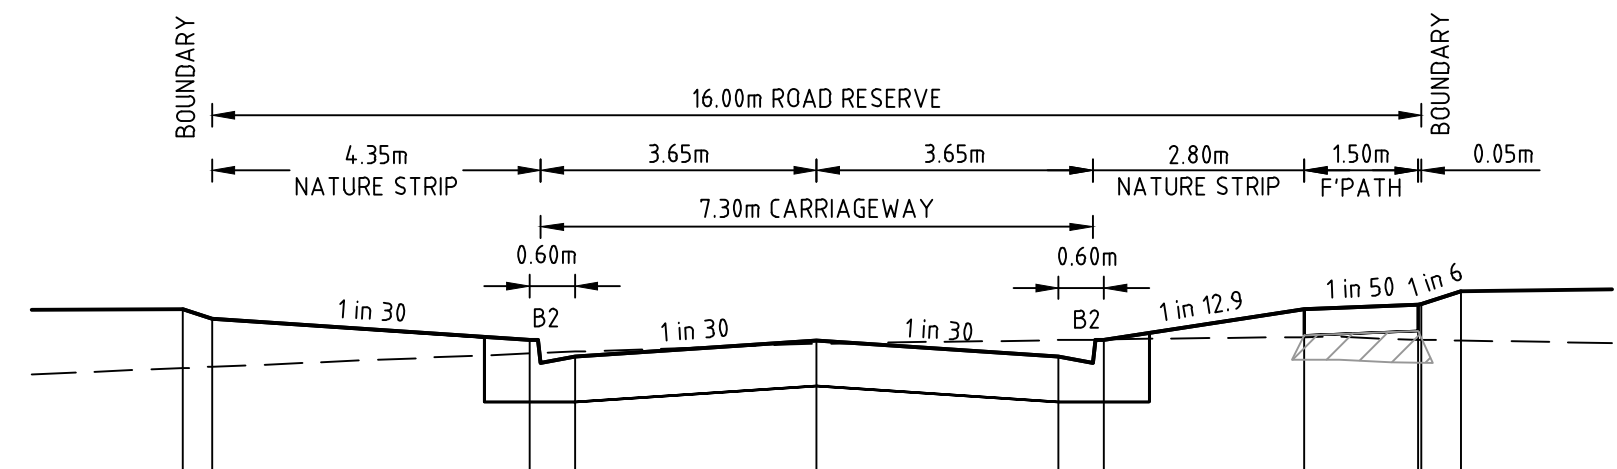 BOUNDARY
BOUNDARY
16.00m ROAD RESERVE
4.35m
3.65m
3.65m
2.80m
1.50m
0.05m
NATURE STRIP
NATURE STRIP
F'PATH
7.30m CARRIAGEWAY
0.60m
0.60m
1 in 30
B2
1 in 30
1 in 30
B2
1 in 12.9
1 in 50
1 in 6